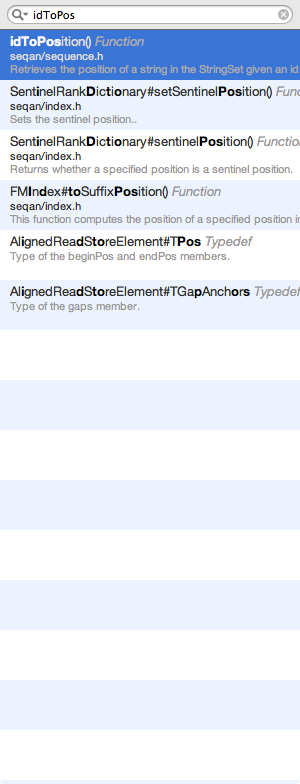 idToPos
idToPosition() Function
seqan/sequence.h
Retrieves the position of a string in the StringSet given an id
SentinelRankDictionary#setSentinelPosition() Func
seqan/index.h
Sets the sentinel position..
SentinelRankDictionary#sentinelPosition() Function
seqan/index.h
Returns whether a specified position is a sentinel position.
FMIndex#toSuffixPosition() Function
seqan/index.h
This function computes the position of a specified position in
AlignedReadStoreElement#TPos Typedef
Type of the beginPos and endPos members.
AlignedReadStoreElement#TGapAnchors Typedef
Type of the gaps member.